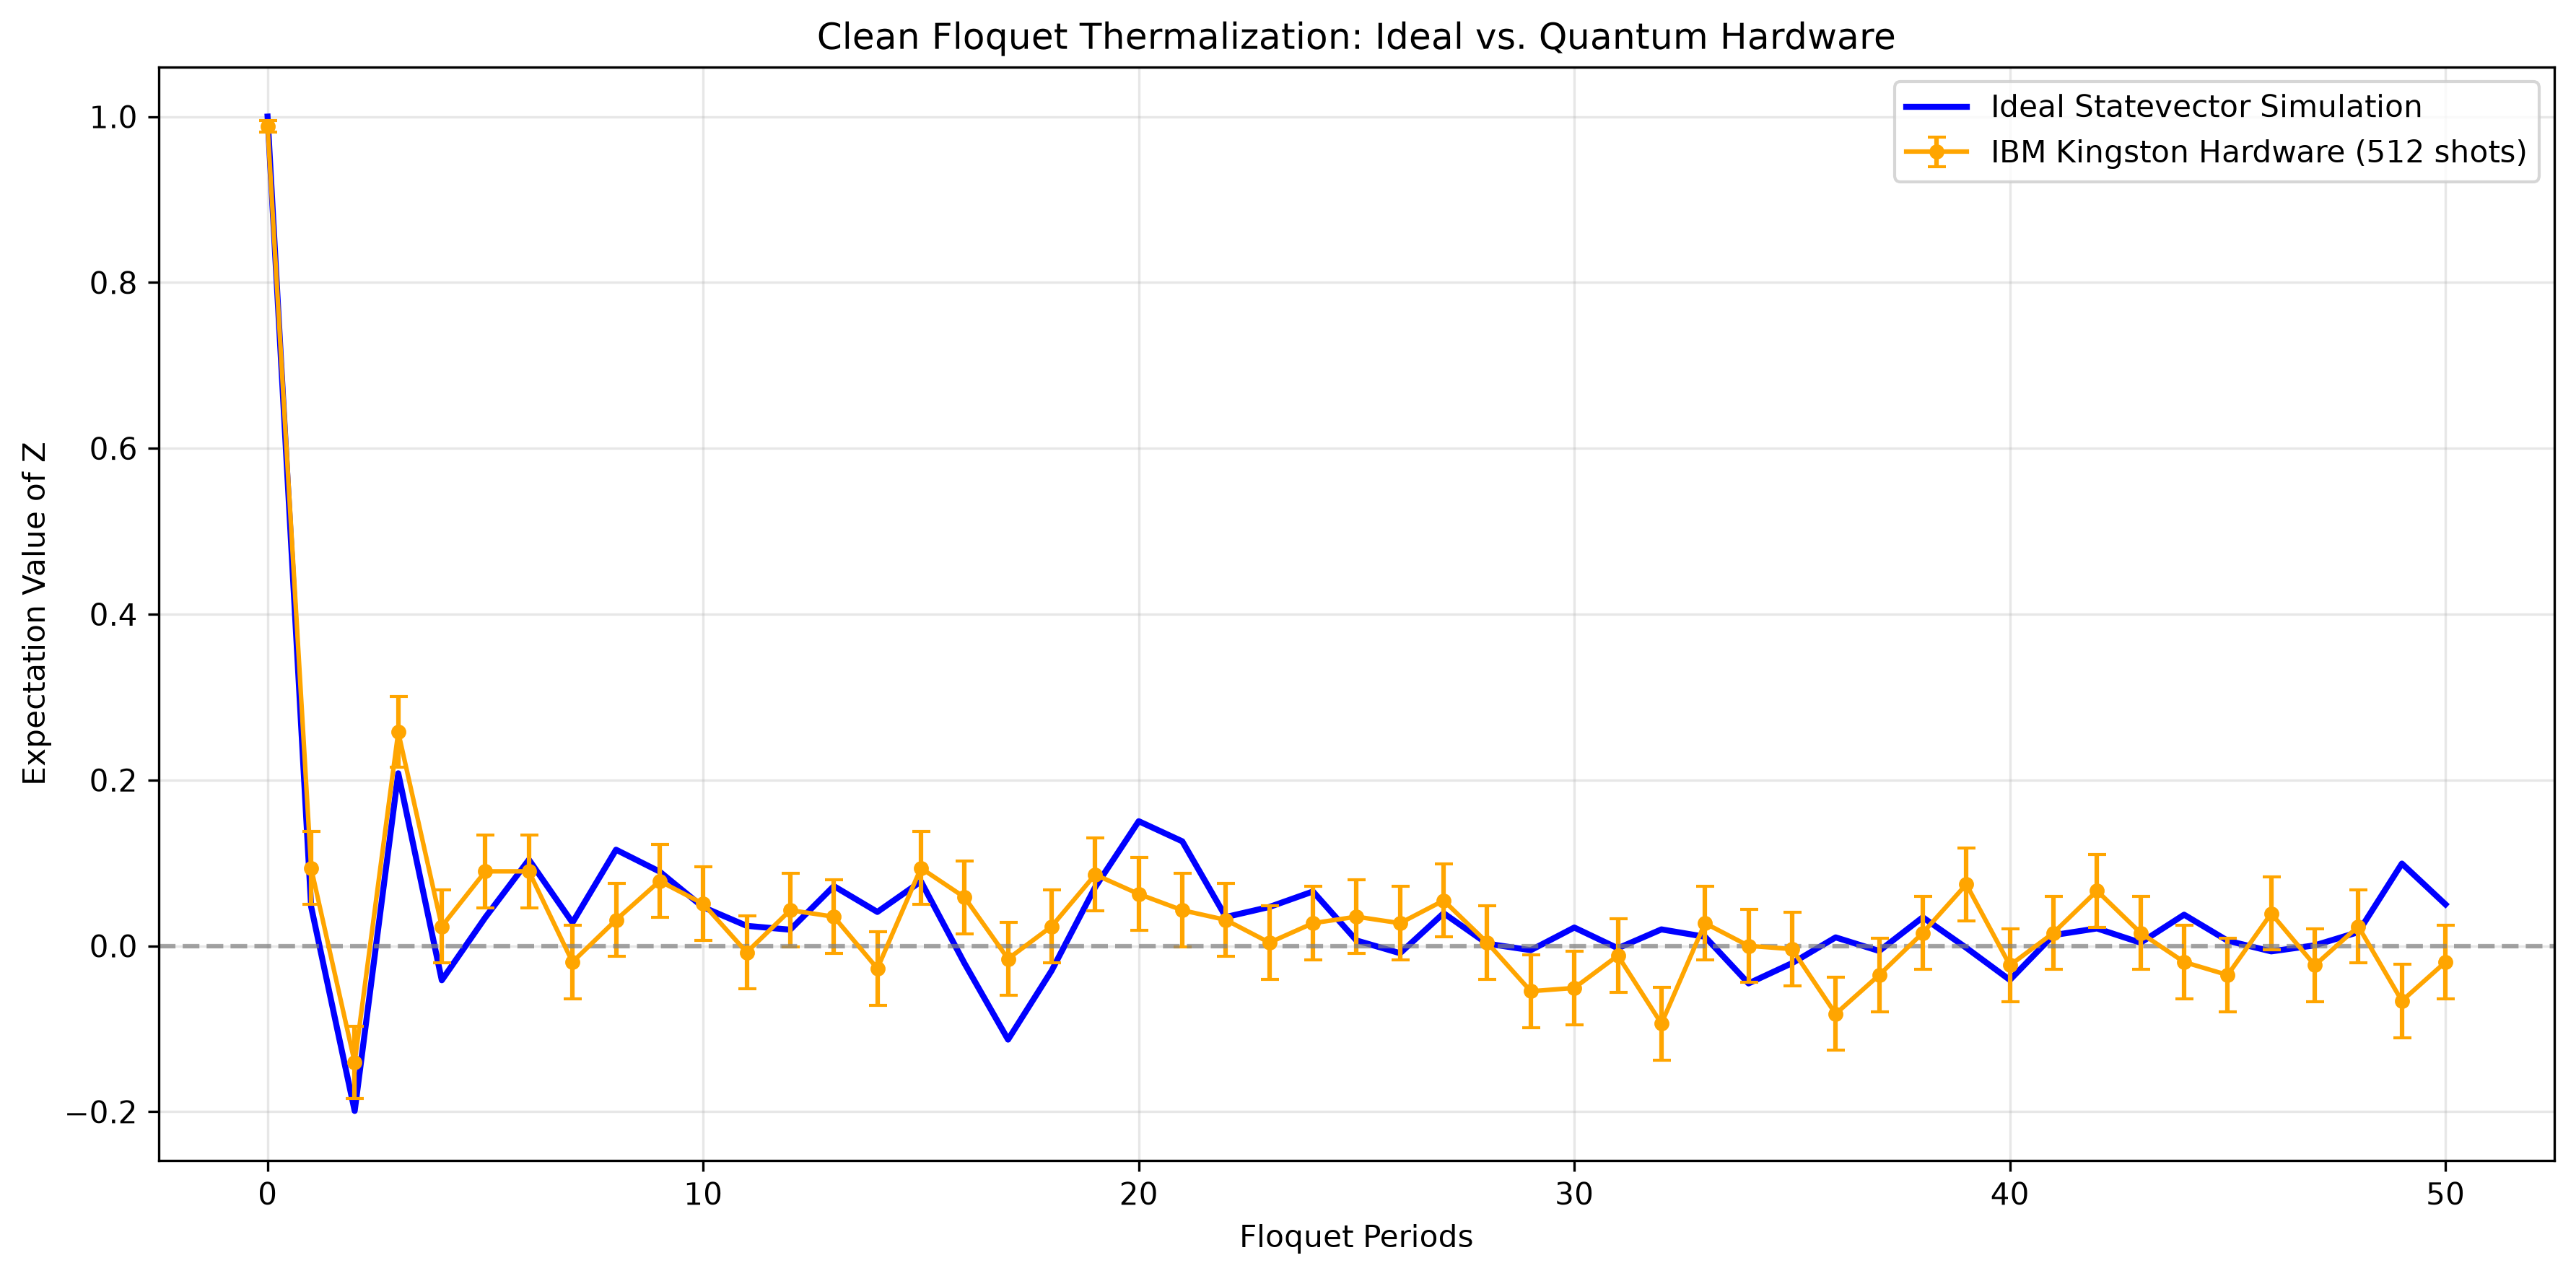 Clean Floquet Thermalization: Ideal vs. Quantum Hardware
Ideal Statevector Simulation
IBM Kingston Hardware (512 shots)
Expectation Value of Z
1.0
0.8
0.6
0.4
0.2
0.0
−0.2
0 10 20 30 40 50
Floquet Periods